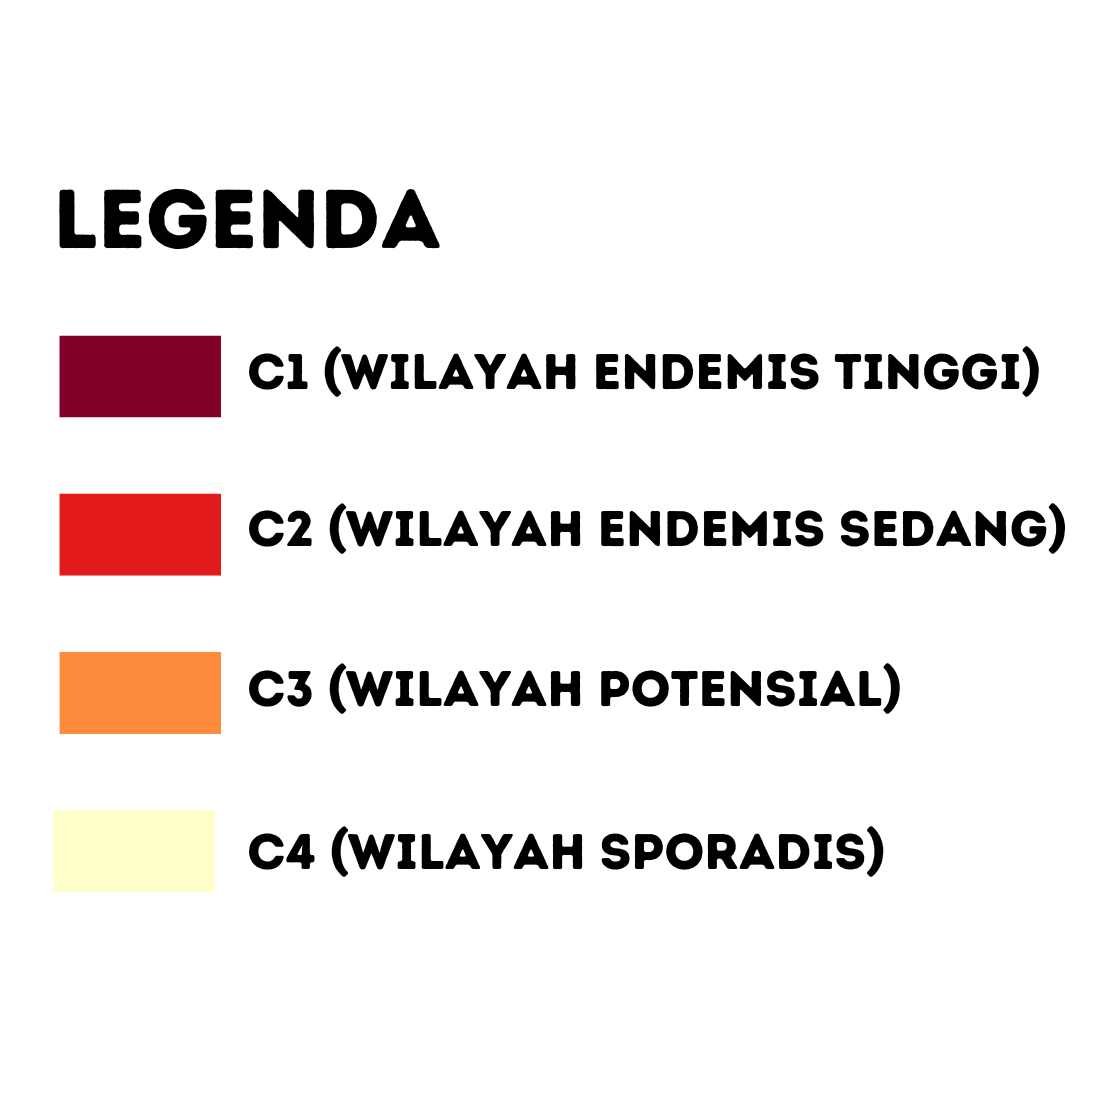 LEGENDA
C1 (WILAYAH ENDEMIS TINGGI)
C2 (WILAYAH ENDEMIS SEDANG)
C3 (WILAYAH POTENSIAL)
C4 (WILAYAH SPORADIS)